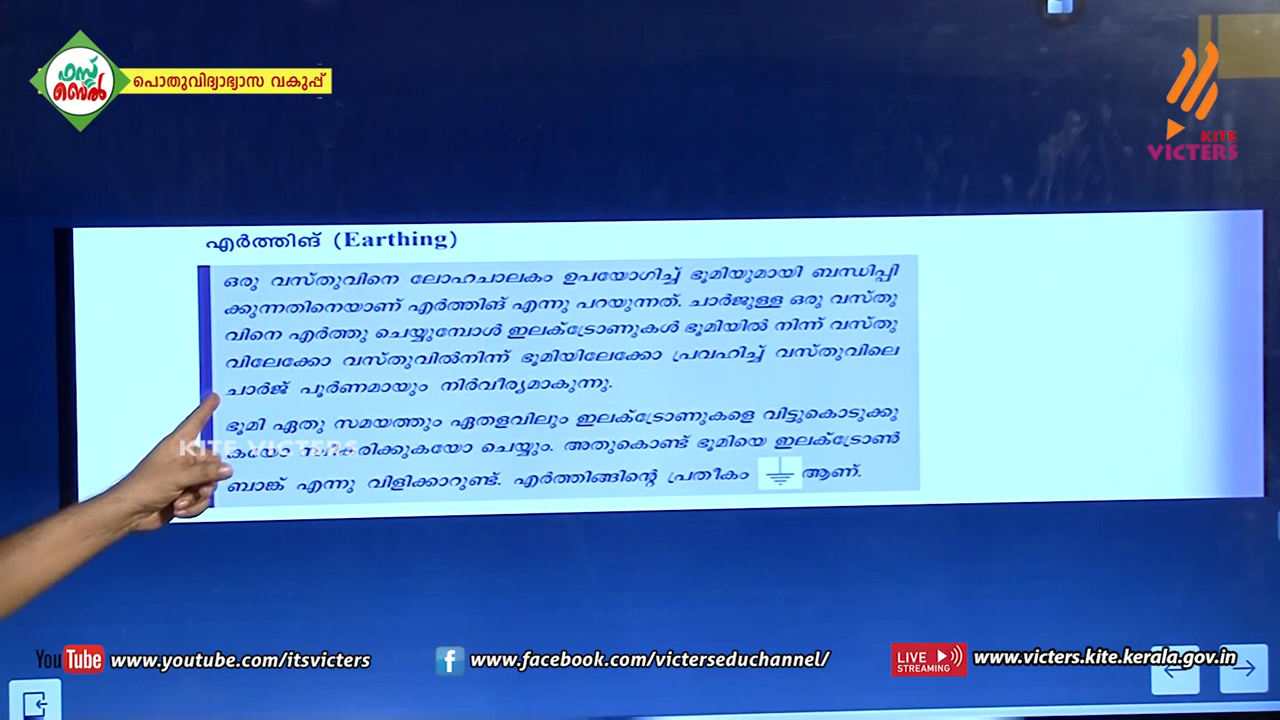 ഫസ്റ്റ് ബെൽ
പൊതുവിദ്യാഭ്യാസ വകുപ്പ്
KITE
VICTERS
എർത്തിങ് (Earthing)
ഒരു വസ്തുവിനെ ലോഹചാലകം ഉപയോഗിച്ച് ഭൂമിയുമായി ബന്ധിപ്പി
ക്കുന്നതിനെയാണ് എർത്തിങ് എന്നു പറയുന്നത്. ചാർജുള്ള ഒരു വസ്തു
വിനെ എർത്തു ചെയ്യുമ്പോൾ ഇലക്ട്രോണുകൾ ഭൂമിയിൽ നിന്ന് വസ്തു
വിലേക്കോ വസ്തുവിൽനിന്ന് ഭൂമിയിലേക്കോ പ്രവഹിച്ച് വസ്തുവിലെ
ചാർജ് പൂർണമായും നിർവീര്യമാകുന്നു.
ഭൂമി ഏതു സമയത്തും ഏതളവിലും ഇലക്ട്രോണുകളെ വിട്ടുകൊടുക്കു
കയോ സ്വീകരിക്കുകയോ ചെയ്യും. അതുകൊണ്ട് ഭൂമിയെ ഇലക്ട്രോൺ
ബാങ്ക് എന്നു വിളിക്കാറുണ്ട്. എർത്തിങ്ങിന്റെ പ്രതീകം ആണ്.
KITE VICTERS
YouTube www.youtube.com/itsvicters
f www.facebook.com/victerseduchannel/
LIVE STREAMING www.victers.kite.kerala.gov.in